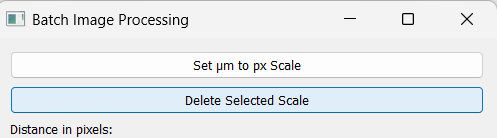 Batch Image Processing
Set μm to px Scale
Delete Selected Scale
Distance in pixels: